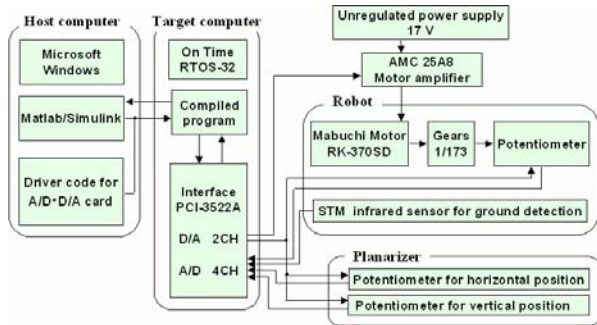 Host computer
Microsoft
Windows
Matlab/Simulink
Driver code for
A/D•D/A card
Target computer
On Time
RTOS-32
Compiled
program
Interface
PCI-3522A
D/A 2CH
A/D 4CH
Unregulated power supply
17 V
AMC 25A8
Motor amplifier
Robot
Mabuchi Motor
RK-370SD
Gears
1/173
Potentiometer
STM infrared sensor for ground detection
Planarizer
Potentiometer for horizontal position
Potentiometer for vertical position